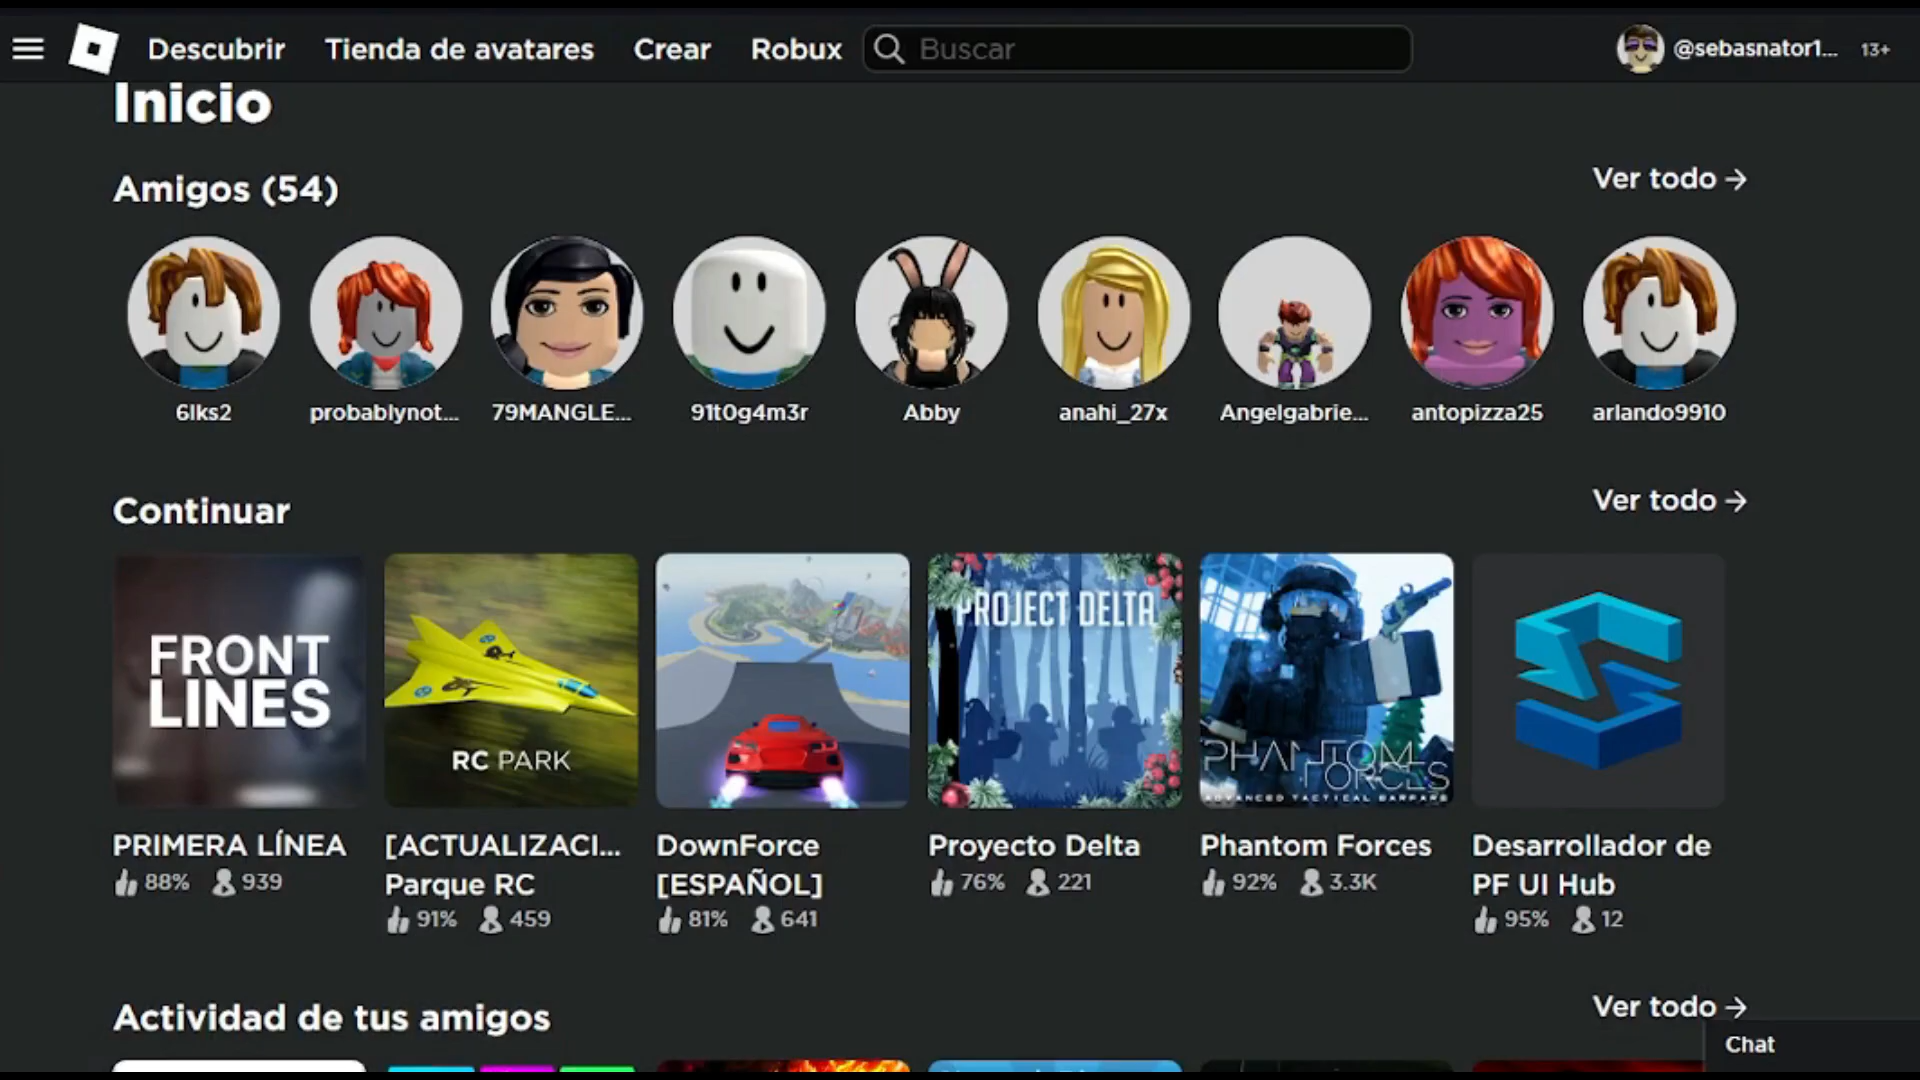 Descubrir Tienda de avatares Crear Robux Buscar @sebasnator1... 13+
Inicio
Amigos (54) Ver todo →
6lks2 probablynot... 79MANGLE... 91t0g4m3r Abby anahi_27x Angelgabrie... antopizza25 arlando9910
Continuar Ver todo →
FRONT
LINES
RC PARK
PROJECT DELTA
PHANTOM
FORCES
ADVANCED TACTICAL WARFARE
PRIMERA LÍNEA
88% 939
[ACTUALIZACI...
Parque RC
91% 459
DownForce
[ESPAÑOL]
81% 641
Proyecto Delta
76% 221
Phantom Forces
92% 3.3K
Desarrollador de
PF UI Hub
95% 12
Actividad de tus amigos Ver todo →
Chat